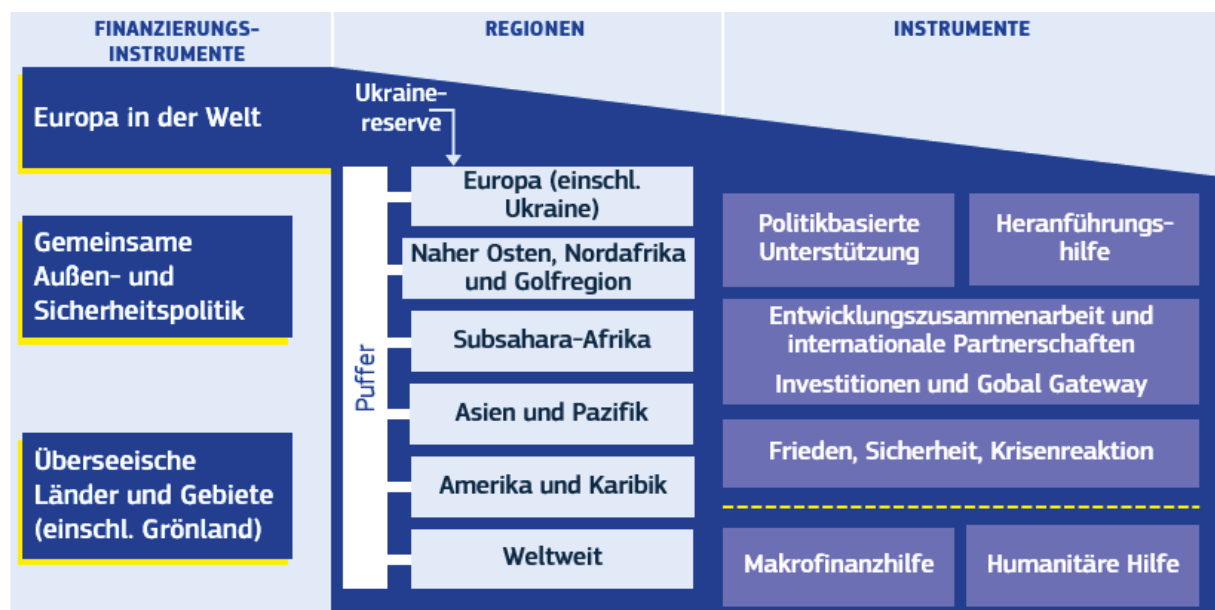 FINANZIERUNGS-
INSTRUMENTE
Europa in der Welt
Gemeinsame
Außen- und
Sicherheitspolitik
Überseeische
Länder und Gebiete
(einschl. Grönland)
REGIONEN
Ukraine-
reserve
Puffer
Europa (einschl.
Ukraine)
Naher Osten, Nordafrika
und Golfregion
Subsahara-Afrika
Asien und Pazifik
Amerika und Karibik
Weltweit
INSTRUMENTE
Politikbasierte
Unterstützung
Heranführungs-
hilfe
Entwicklungszusammenarbeit und
internationale Partnerschaften
Investitionen und Gobal Gateway
Frieden, Sicherheit, Krisenreaktion
Makrofinanzhilfe
Humanitäre Hilfe